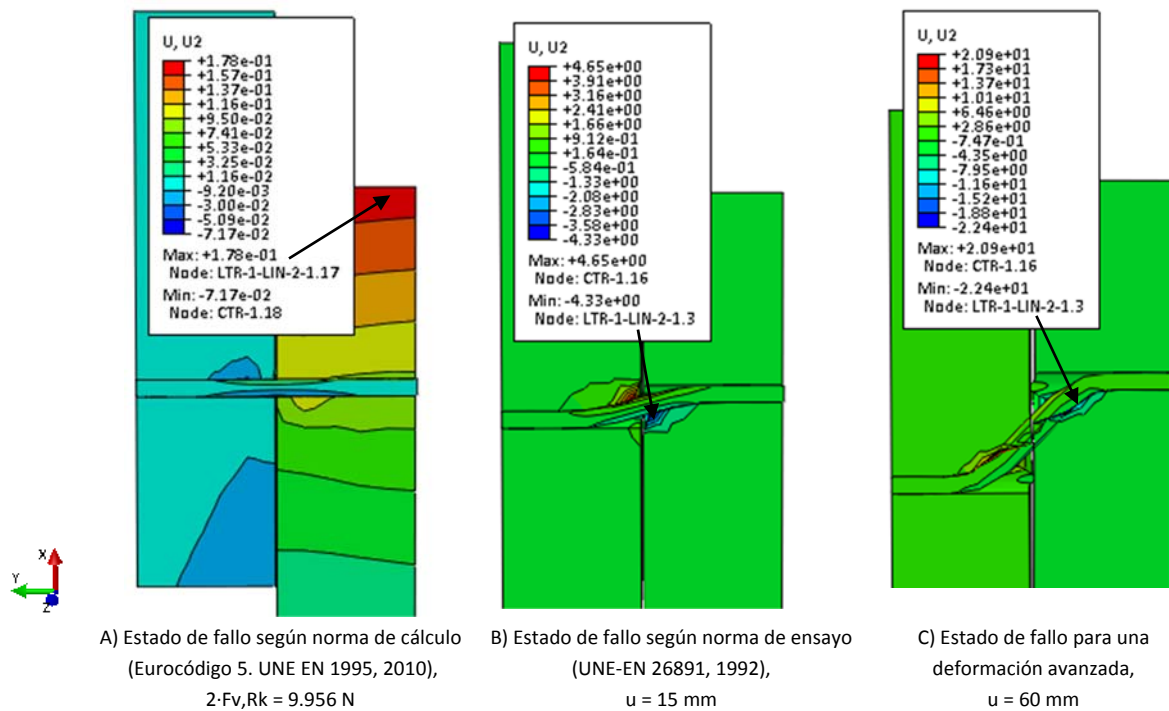 U, U2
+1.78e-01
+1.57e-01
+1.37e-01
+1.16e-01
+9.50e-02
+7.41e-02
+5.33e-02
+3.25e-02
+1.16e-02
-9.20e-03
-3.00e-02
-5.09e-02
-7.17e-02
Max: +1.78e-01
Node: LTR-1-LIN-2-1.17
Min: -7.17e-02
Node: CTR-1.18
U, U2
+4.65e+00
+3.91e+00
+3.16e+00
+2.41e+00
+1.66e+00
+9.12e-01
+1.64e-01
-5.84e-01
-1.33e+00
-2.08e+00
-2.83e+00
-3.58e+00
-4.33e+00
Max: +4.65e+00
Node: CTR-1.16
Min: -4.33e+00
Node: LTR-1-LIN-2-1.3
U, U2
+2.09e+01
+1.73e+01
+1.37e+01
+1.01e+01
+6.46e+00
+2.86e+00
-7.47e-01
-4.35e+00
-7.95e+00
-1.16e+01
-1.52e+01
-1.88e+01
-2.24e+01
Max: +2.09e+01
Node: CTR-1.16
Min: -2.24e+01
Node: LTR-1-LIN-2-1.3
X
Y
Z
A) Estado de fallo según norma de cálculo
(Eurocódigo 5. UNE EN 1995, 2010),
2·Fv,Rk = 9.956 N
B) Estado de fallo según norma de ensayo
(UNE-EN 26891, 1992),
u = 15 mm
C) Estado de fallo para una
deformación avanzada,
u = 60 mm